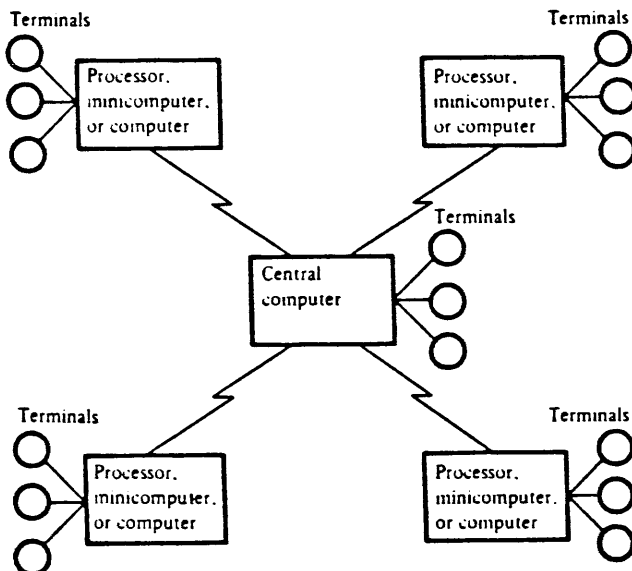 Terminals
Terminals
Processor,
minicomputer,
or computer
Processor,
minicomputer,
or computer
Terminals
Central
computer
Terminals
Terminals
Processor,
minicomputer,
or computer
Processor,
minicomputer,
or computer